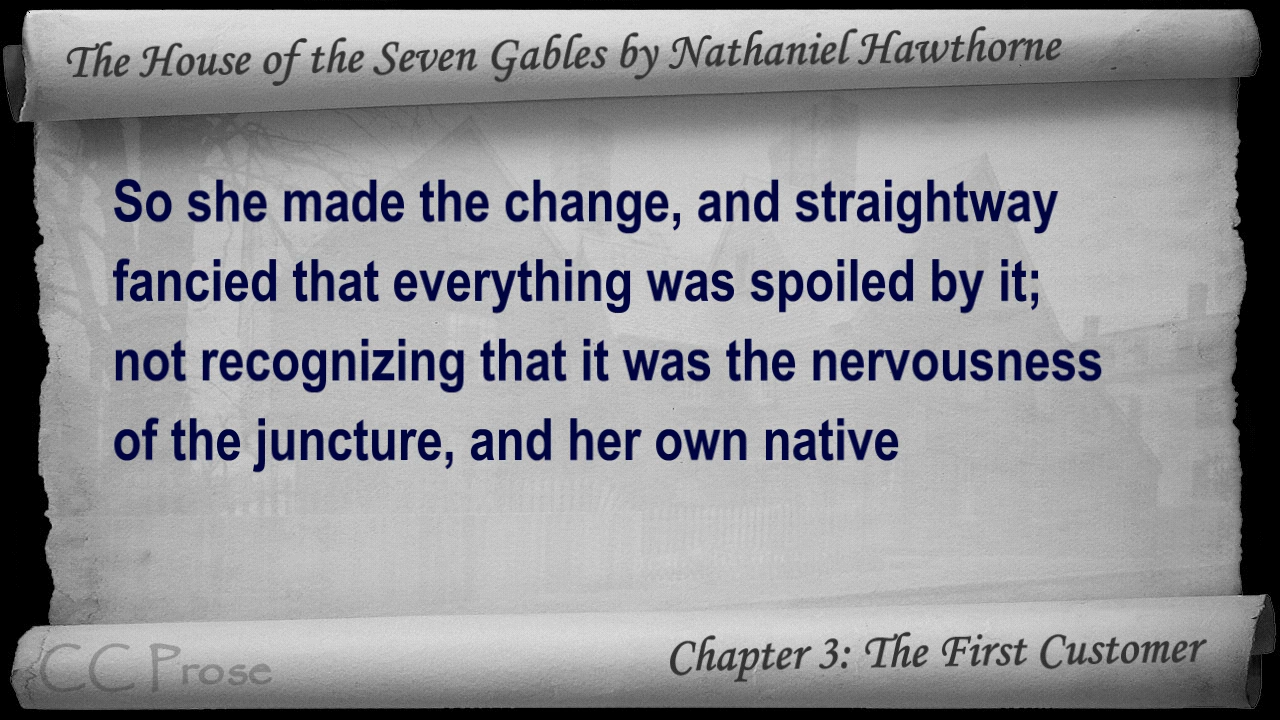 The House of the Seven Gables by Nathaniel Hawthorne
So she made the change, and straightway
fancied that everything was spoiled by it;
not recognizing that it was the nervousness
of the juncture, and her own native
CC Prose
Chapter 3: The First Customer